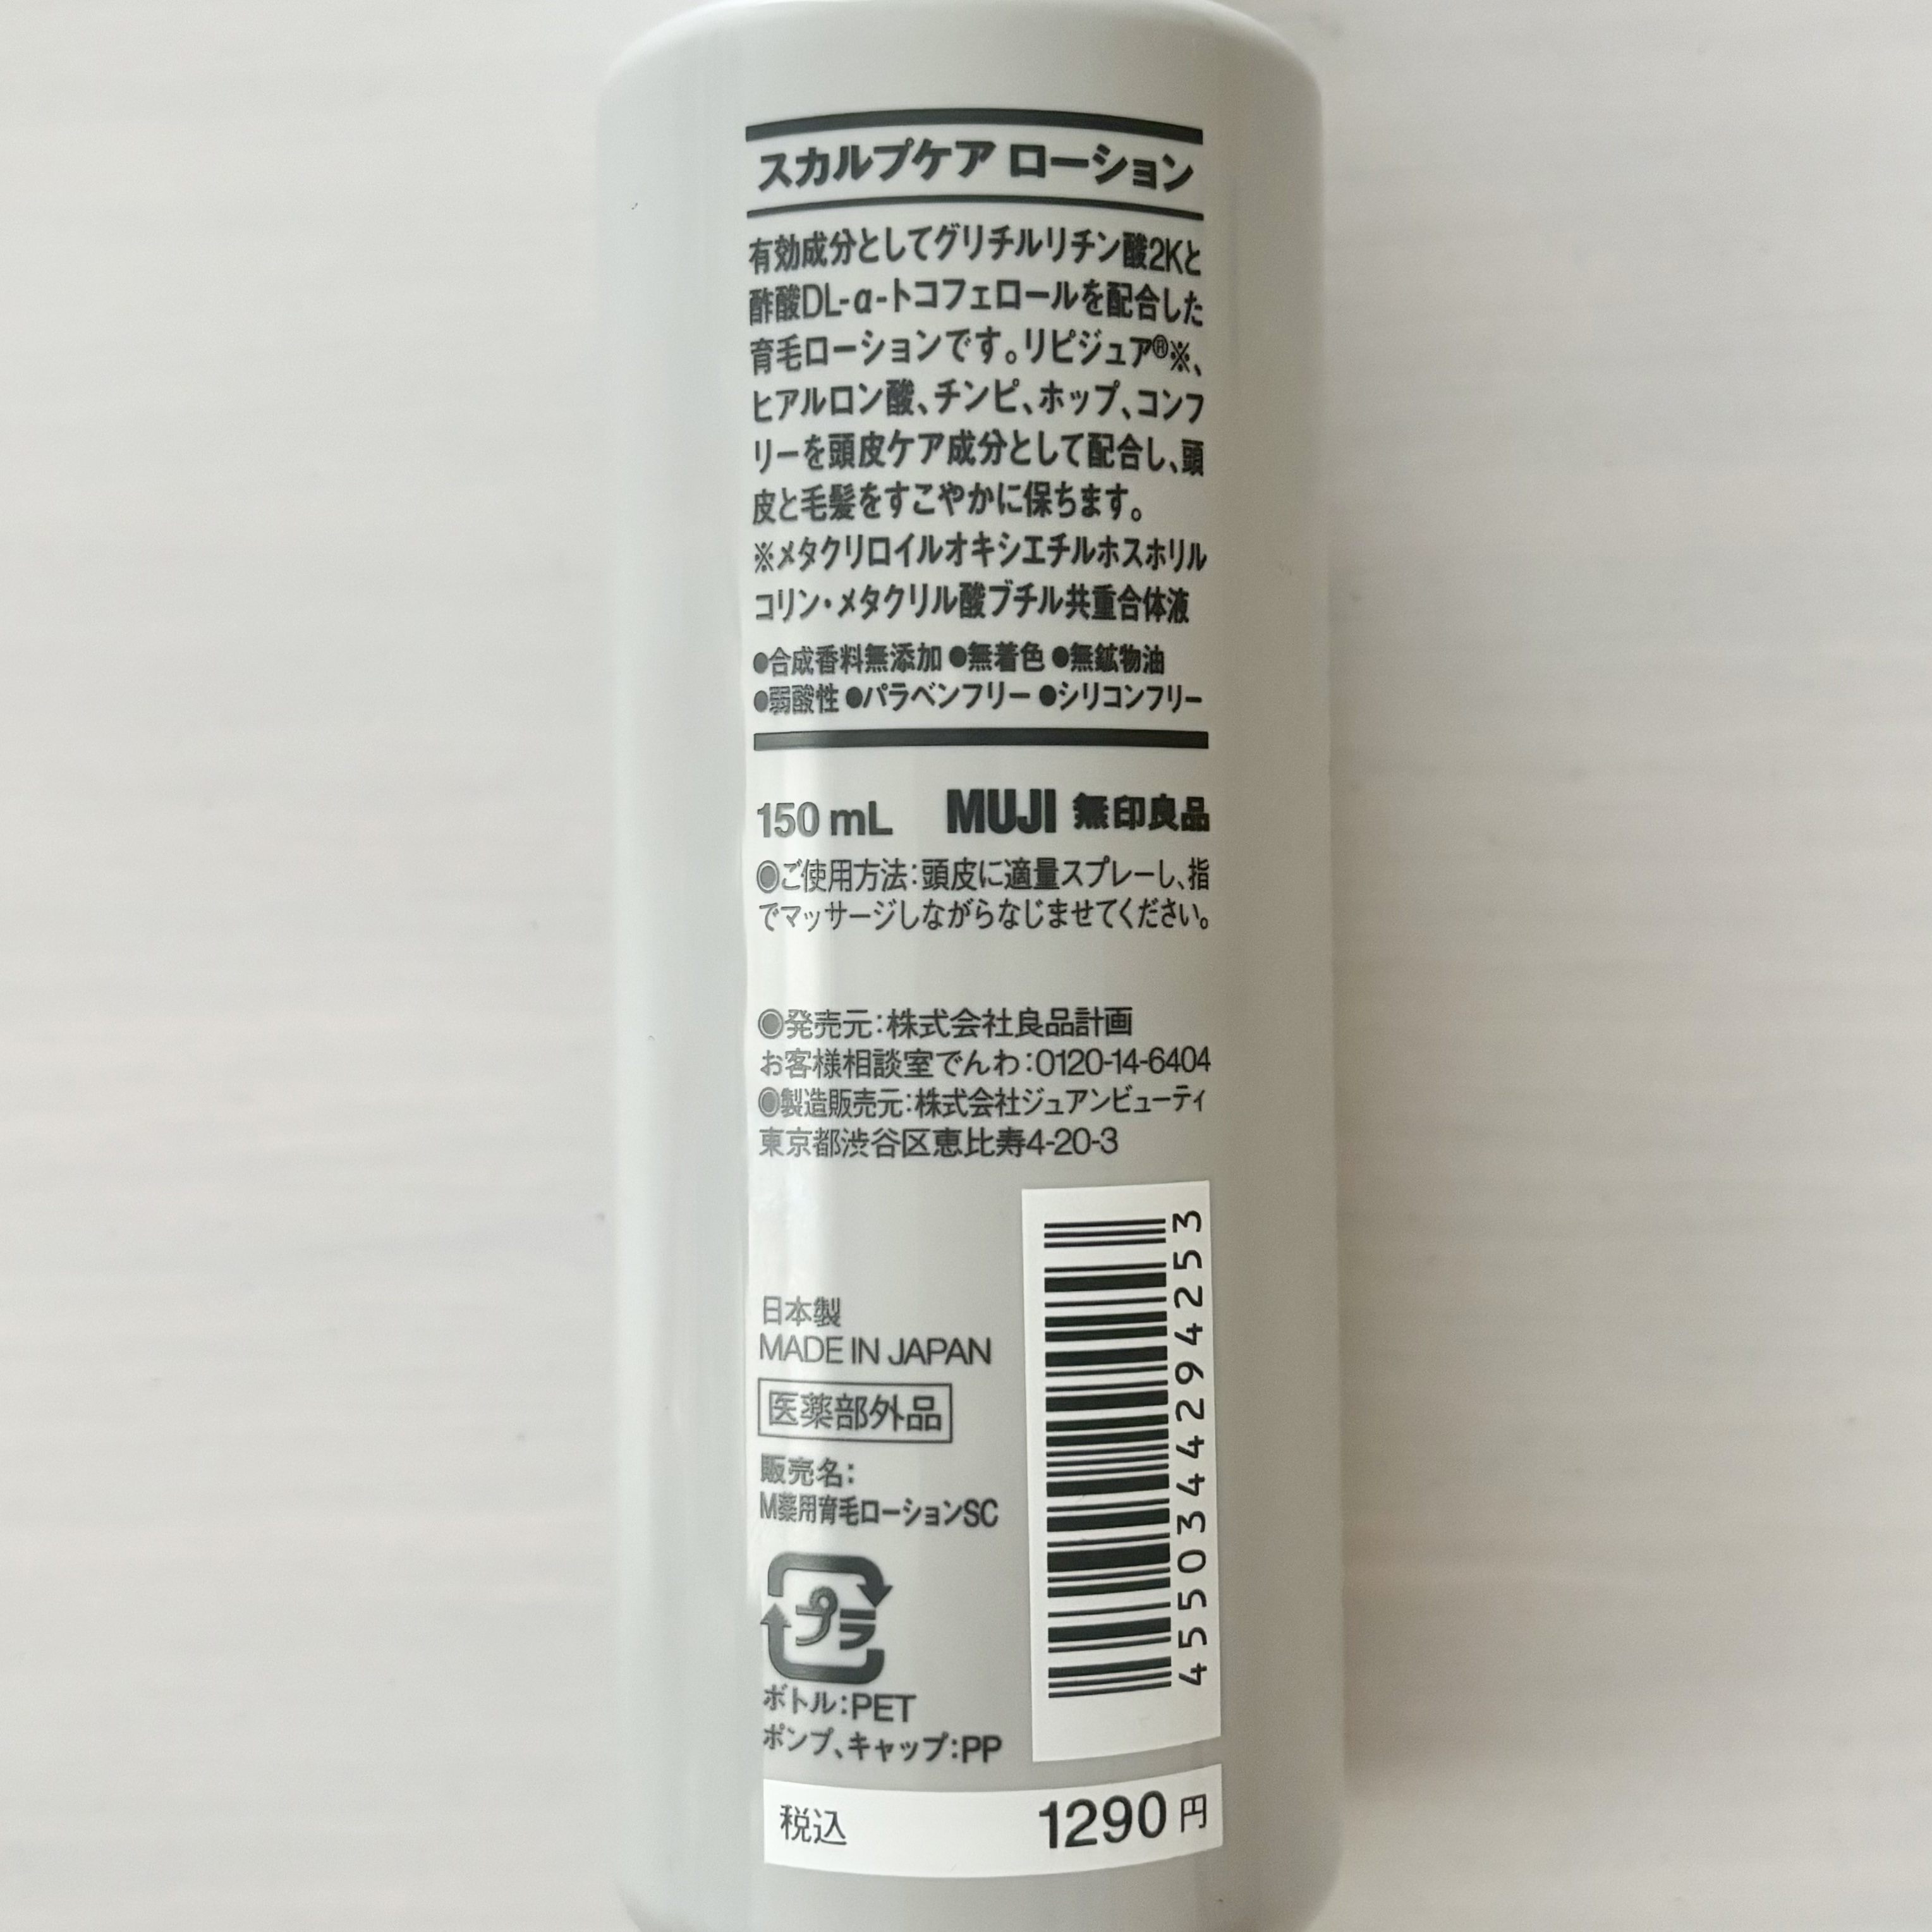 スカルプケア ローション
有効成分としてグリチルリチン酸2Kと
酢酸DL-α-トコフェロールを配合した
育毛ローションです。リピジュア®※、
ヒアルロン酸、チンピ、ホップ、コンフ
リーを頭皮ケア成分として配合し、頭
皮と毛髪をすこやかに保ちます。
※メタクリロイルオキシエチルホスホリル
コリン・メタクリル酸ブチル共重合体液
●合成香料無添加 ●無着色 ●無鉱物油
●弱酸性 ●パラベンフリー ●シリコンフリー
150 mL MUJI 無印良品
◎ご使用方法：頭皮に適量スプレーし、指
でマッサージしながらなじませてください。
◎発売元：株式会社良品計画
お客様相談室でんわ：0120-14-6404
◎製造販売元：株式会社ジュアンビューティ
東京都渋谷区恵比寿4-20-3
日本製
MADE IN JAPAN
医薬部外品
販売名：
M薬用育毛ローションSC
プラ
ボトル：PET
ポンプ、キャップ：PP
4550344294253
税込 1290円